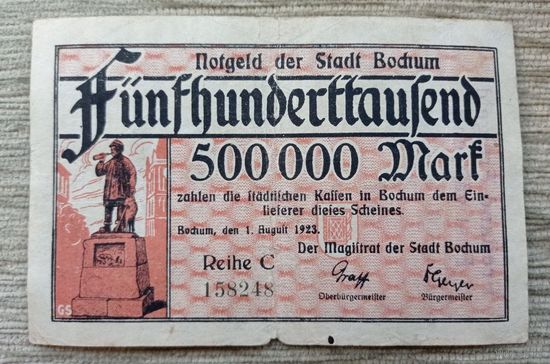 Notgeld der Stadt Bochum
Fünfhunderttausend
500 000 Mark
zahlen die städtischen Kassen in Bochum dem Ein-
lieferer dieses Scheines.
Bochum, den 1. August 1923.
Der Magistrat der Stadt Bochum
Reihe C
158248
Graff
Oberbürgermeister Bürgermeister
GS